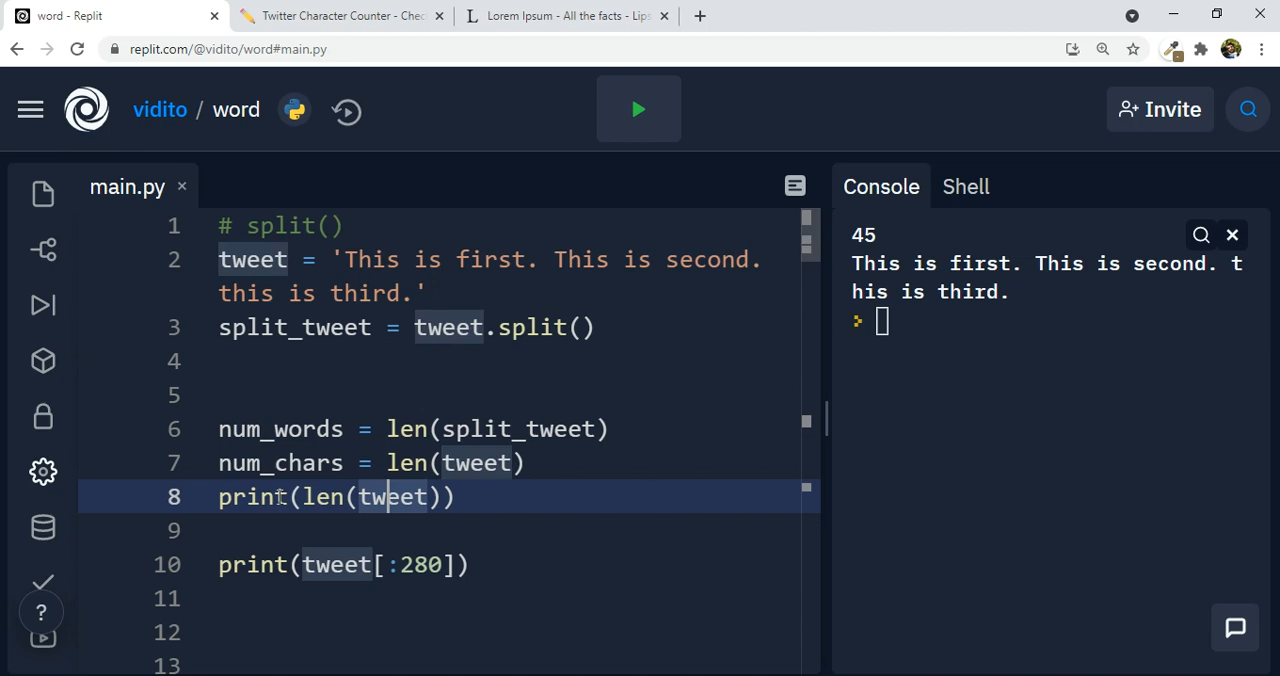 word - Replit
Twitter Character Counter - Chec
Lorem Ipsum - All the facts - Lips
replit.com/@vidito/word#main.py
vidito / word
Invite
main.py
Console Shell
1 # split()
2 tweet = 'This is first. This is second.
this is third.'
3 split_tweet = tweet.split()
4
5
6 num_words = len(split_tweet)
7 num_chars = len(tweet)
8 print(len(tweet))
9
10 print(tweet[:280])
11
12
13
45
This is first. This is second. t
his is third.
?